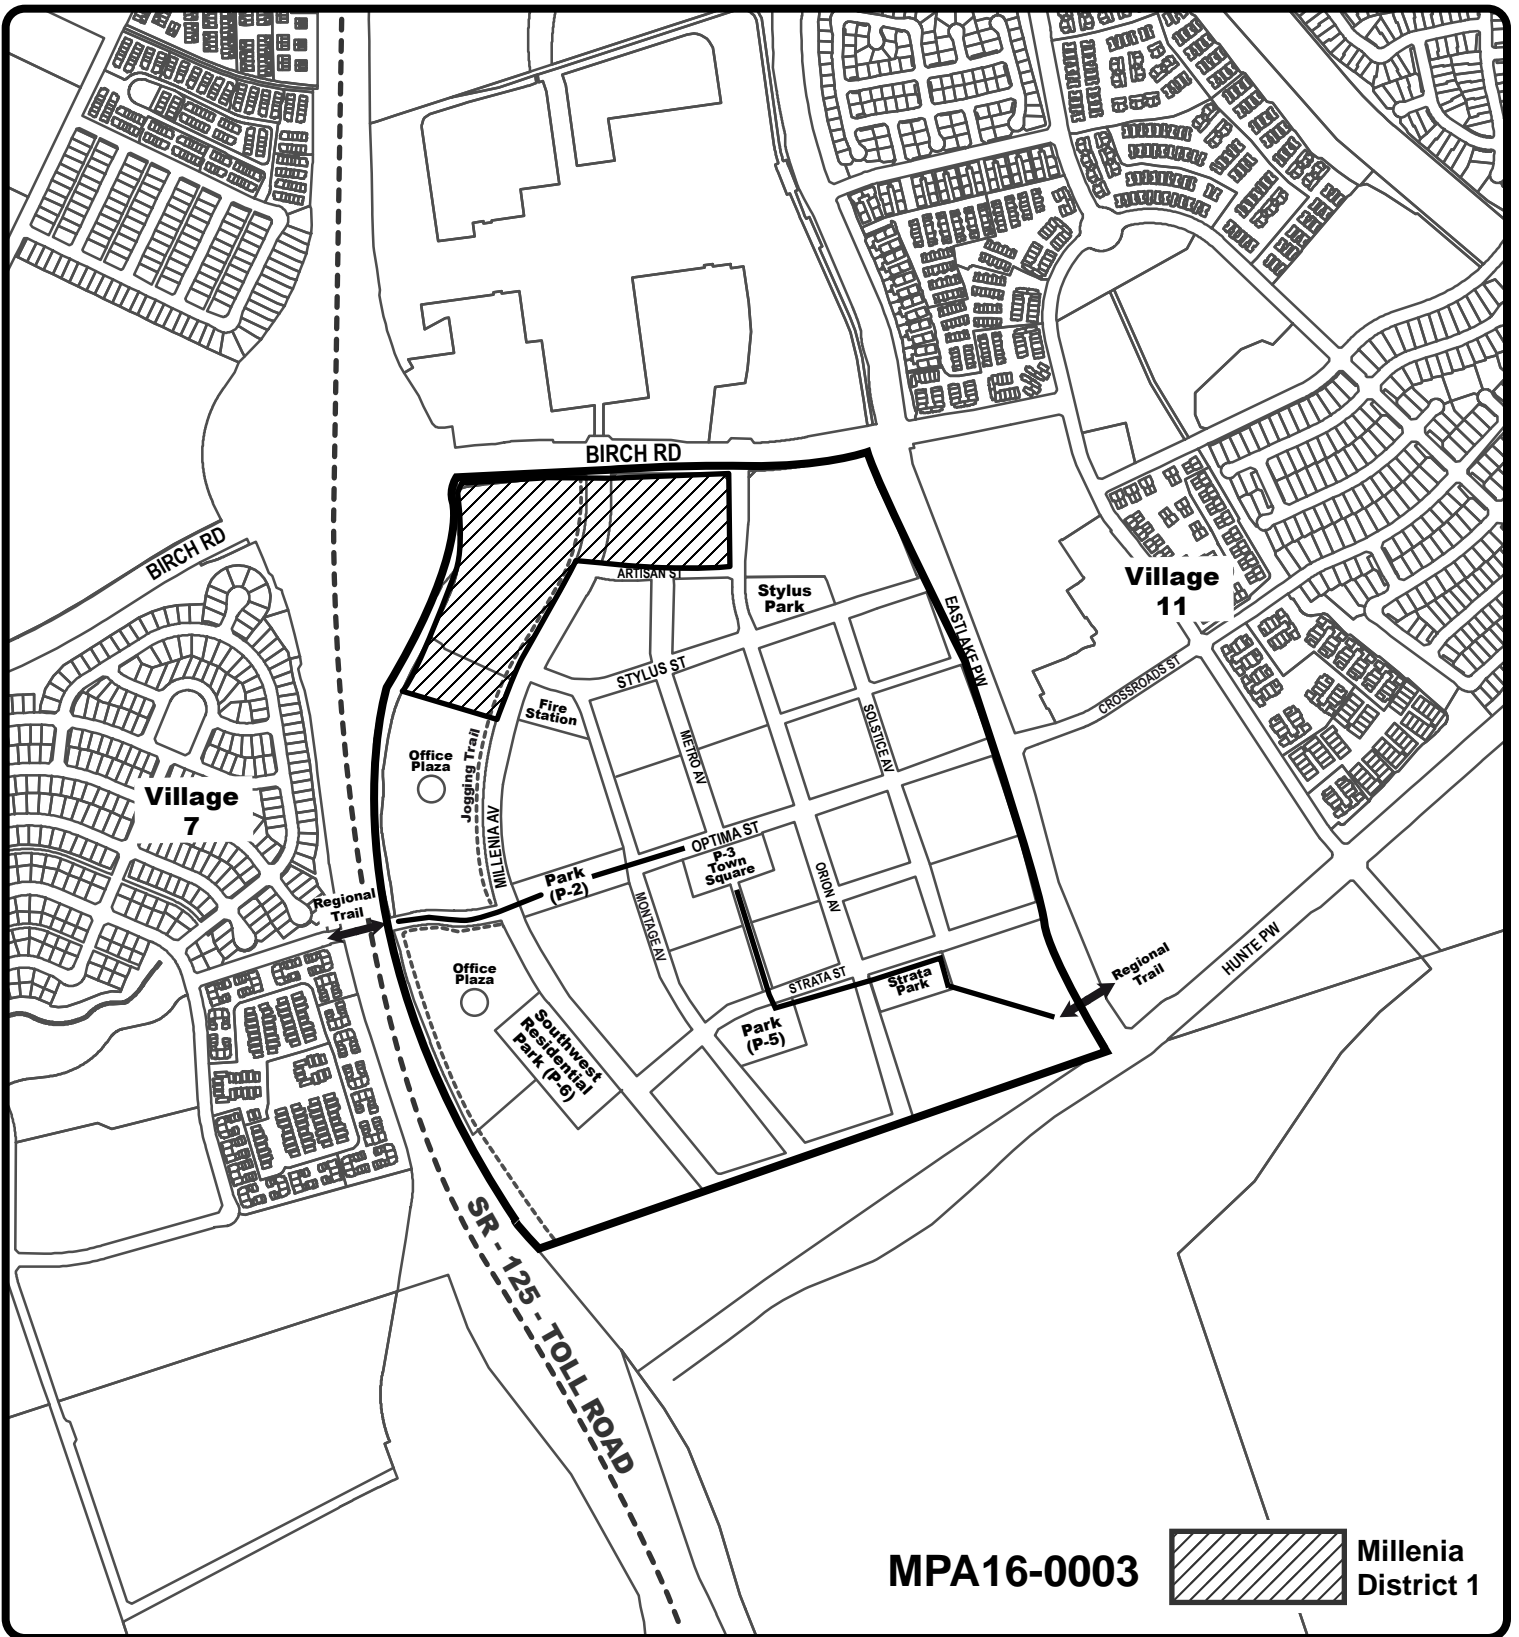 BIRCH RD
BIRCH RD
ARTISAN ST
Stylus
Park
EASTLAKE PW
Village
11
STYLUS ST
CROSSROADS ST
Fire
Station
SOLSTICE AV
METRO AV
Office
Plaza
Jogging Trail
Village
7
MILLENIA AV
OPTIMA ST
P-3
Town
Square
Park
(P-2)
ORION AV
Regional
Trail
MONTAGE AV
HUNTE PW
Regional
Trail
Office
Plaza
STRATA ST
Strata
Park
Southwest
Residential
Park (P-6)
Park
(P-5)
SR - 125 - TOLL ROAD
MPA16-0003
Millenia
District 1